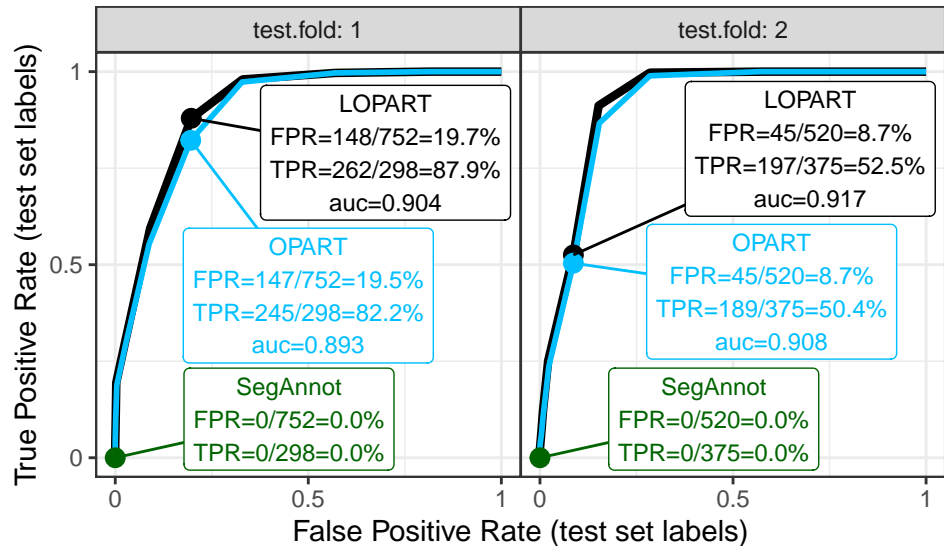 test.fold: 1
test.fold: 2
True Positive Rate (test set labels)
1
0.5
0
LOPART
FPR=148/752=19.7%
TPR=262/298=87.9%
auc=0.904
OPART
FPR=147/752=19.5%
TPR=245/298=82.2%
auc=0.893
SegAnnot
FPR=0/752=0.0%
TPR=0/298=0.0%
LOPART
FPR=45/520=8.7%
TPR=197/375=52.5%
auc=0.917
OPART
FPR=45/520=8.7%
TPR=189/375=50.4%
auc=0.908
SegAnnot
FPR=0/520=0.0%
TPR=0/375=0.0%
0
0.5
1
0
0.5
1
False Positive Rate (test set labels)